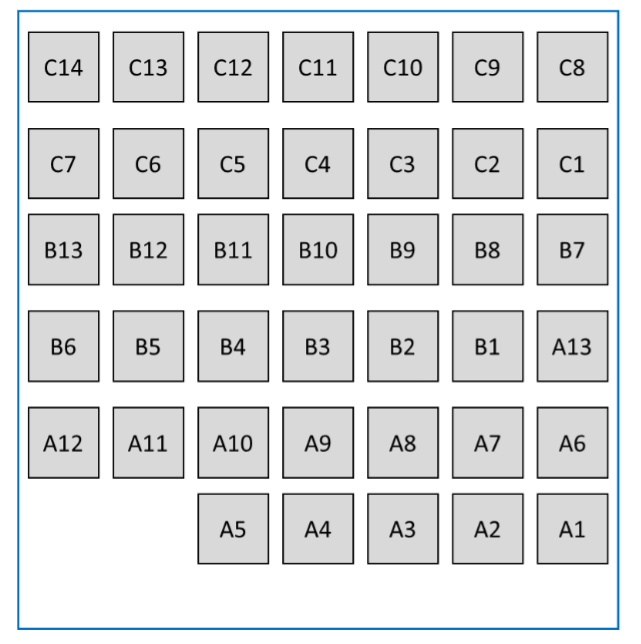 C14 C13 C12 C11 C10 C9 C8
C7 C6 C5 C4 C3 C2 C1
B13 B12 B11 B10 B9 B8 B7
B6 B5 B4 B3 B2 B1 A13
A12 A11 A10 A9 A8 A7 A6
A5 A4 A3 A2 A1